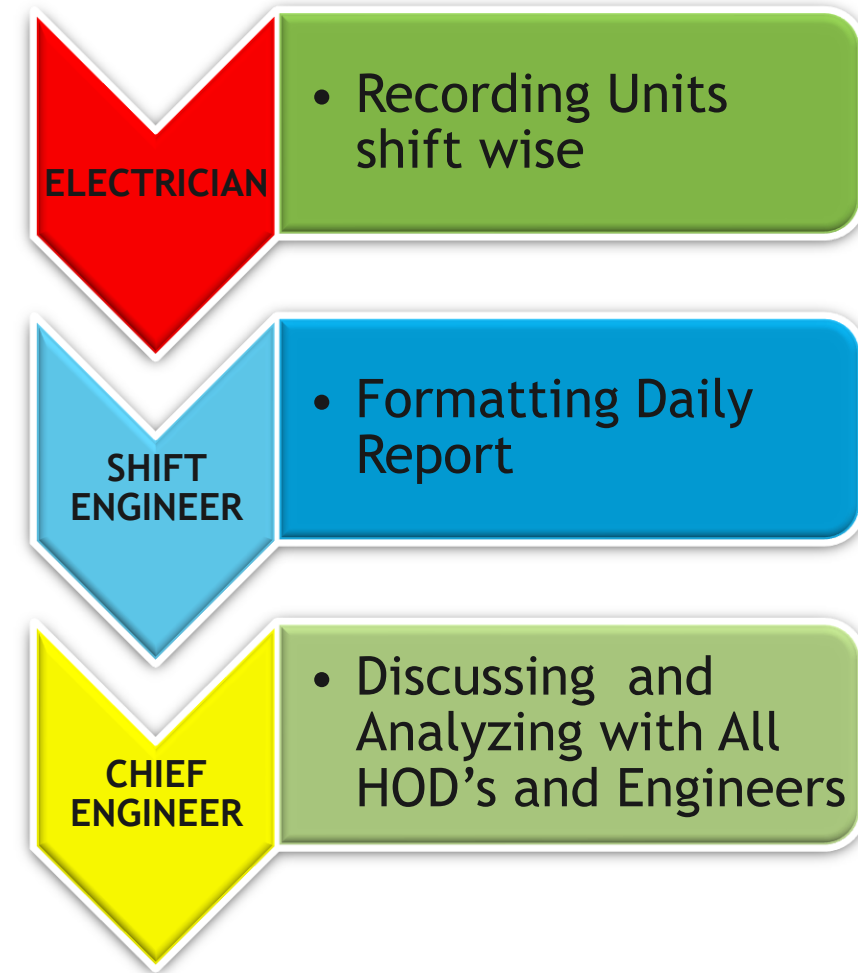 ELECTRICIAN
• Recording Units
shift wise
SHIFT
ENGINEER
• Formatting Daily
Report
CHIEF
ENGINEER
• Discussing  and
Analyzing with All
HOD’s and Engineers